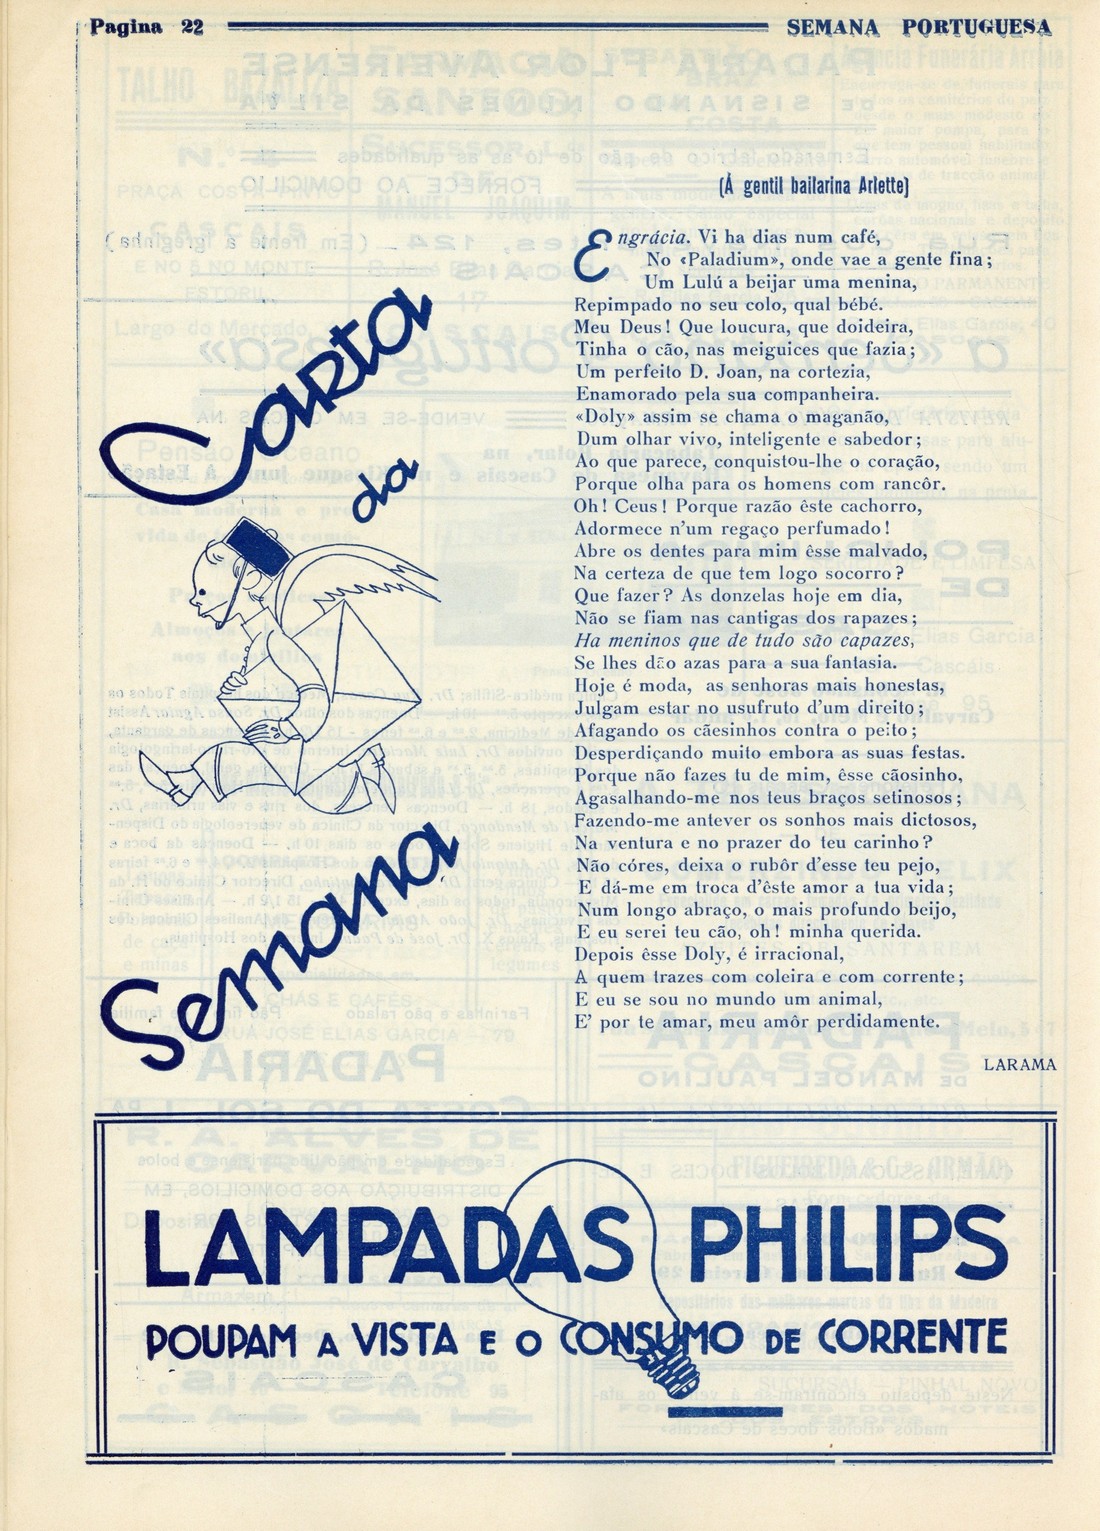 Pagina 22
SEMANA PORTUGUESA
Carta
da
Semana
(Á gentil bailarina Arlette)
Engrácia. Vi ha dias num café,
No «Paladium», onde vae a gente fina;
Um Lulú a beijar uma menina,
Repimpado no seu colo, qual bébé.
Meu Deus! Que loucura, que doideira,
Tinha o cão, nas meiguices que fazia;
Um perfeito D. Joan, na cortezia,
Enamorado pela sua companheira.
«Doly» assim se chama o maganão,
Dum olhar vivo, inteligente e sabedor;
Ao que parece, conquistou-lhe o coração,
Porque olha para os homens com rancôr.
Oh! Ceus! Porque razão êste cachorro,
Adormece n'um regaço perfumado!
Abre os dentes para mim êsse malvado,
Na certeza de que tem logo socorro?
Que fazer? As donzelas hoje em dia,
Não se fiam nas cantigas dos rapazes;
Ha meninos que de tudo são capazes,
Se lhes dão azas para a sua fantasia.
Hoje é moda, as senhoras mais honestas,
Julgam estar no usufruto d'um direito;
Afagando os cãesinhos contra o peito;
Desperdiçando muito embora as suas festas.
Porque não fazes tu de mim, êsse cãosinho,
Agasalhando-me nos teus braços setinosos;
Fazendo-me antever os sonhos mais dictosos,
Na ventura e no prazer do teu carinho?
Não córes, deixa o rubôr d'esse teu pejo,
E dá-me em troca d'êste amor a tua vida;
Num longo abraço, o mais profundo beijo,
E eu serei teu cão, oh! minha querida.
Depois êsse Doly, é irracional,
A quem trazes com coleira e com corrente;
E eu se sou no mundo um animal,
E' por te amar, meu amôr perdidamente.
LARAMA
LAMPADAS PHILIPS
POUPAM A VISTA E O CONSUMO DE CORRENTE